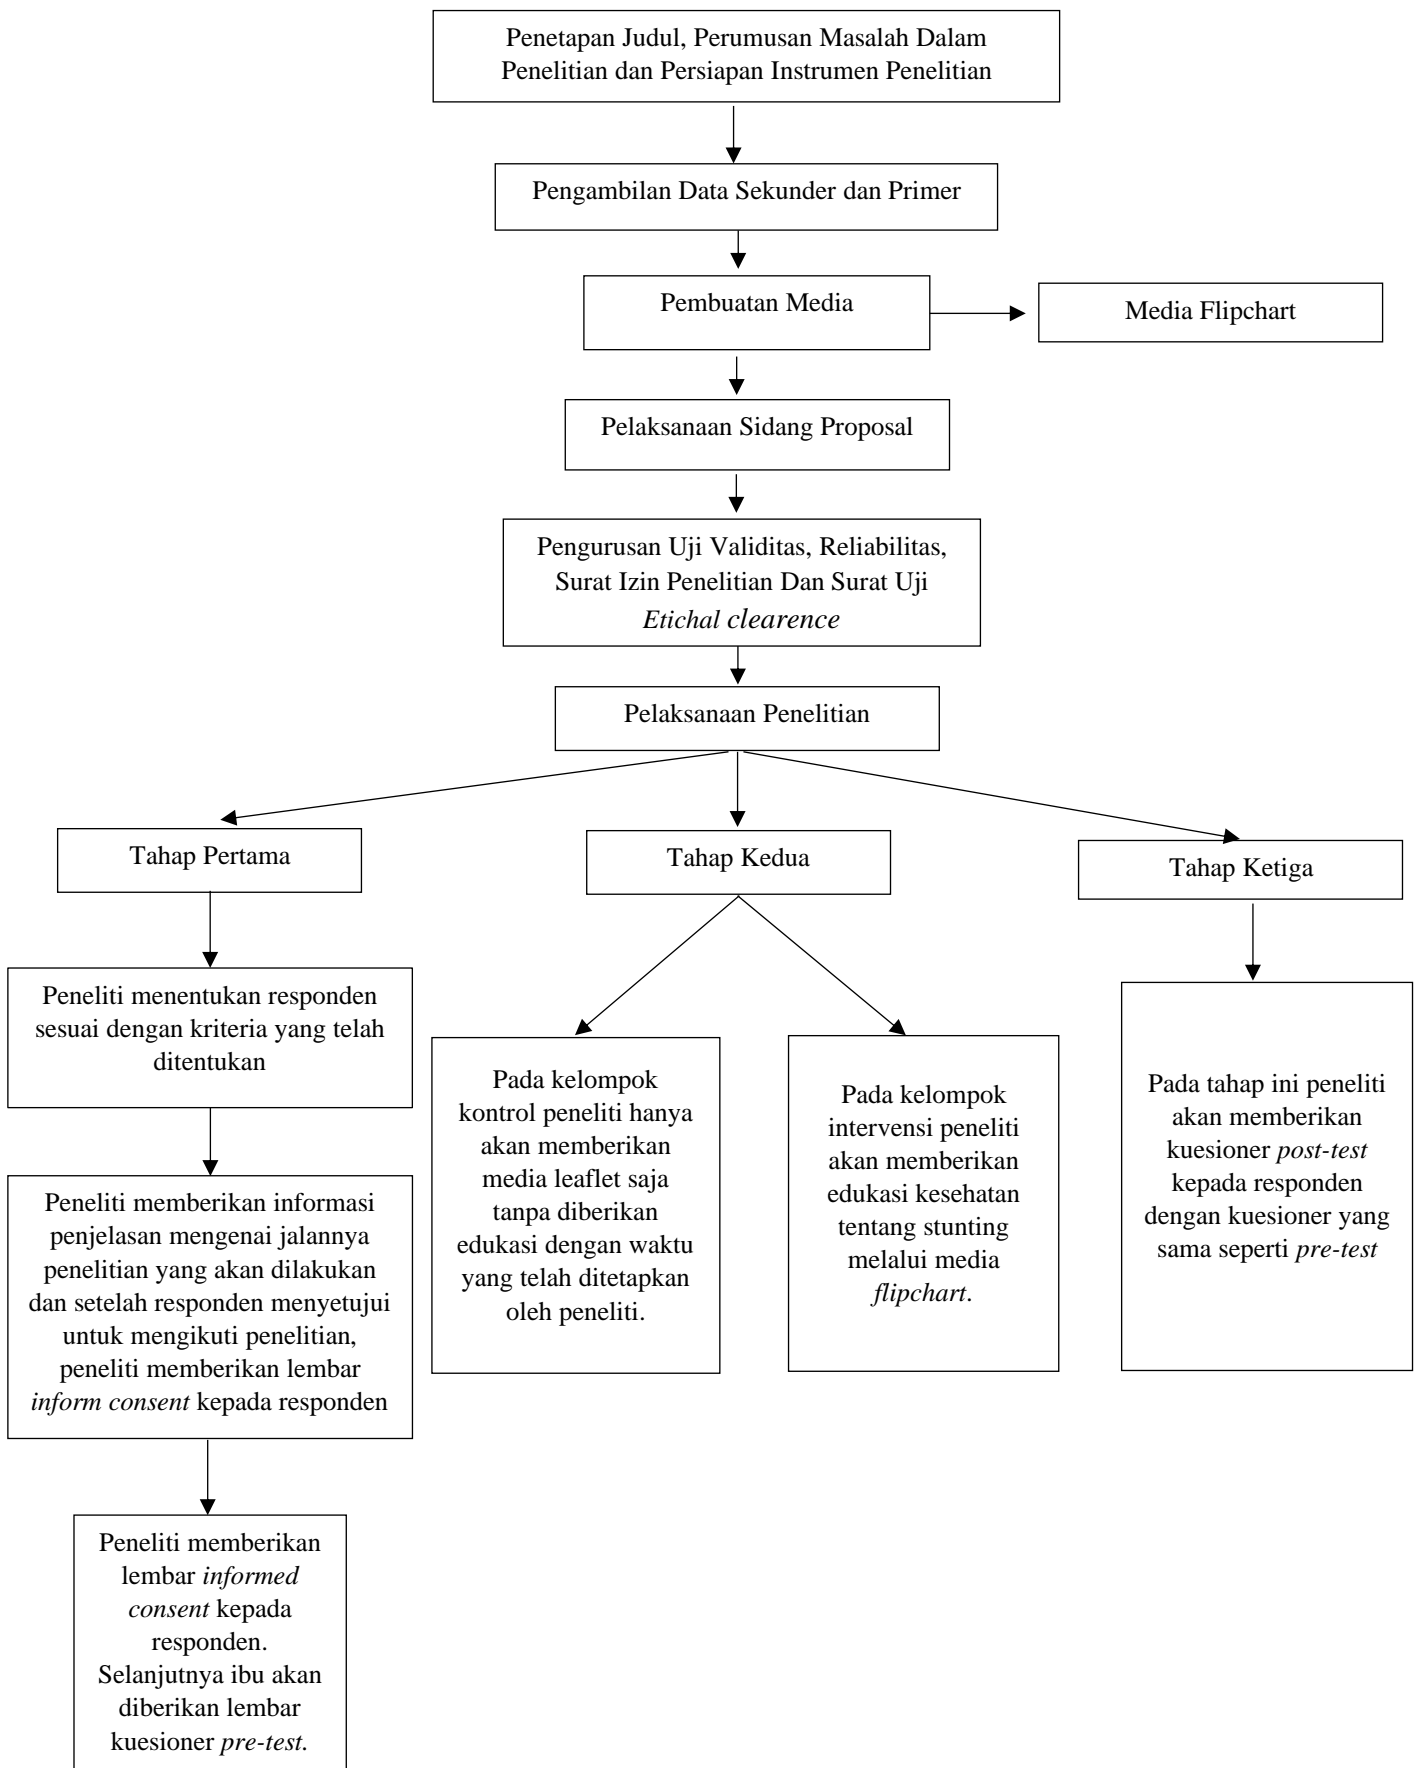 Penetapan Judul, Perumusan Masalah Dalam
Penelitian dan Persiapan Instrumen Penelitian
Pengambilan Data Sekunder dan Primer
Pembuatan Media
Media Flipchart
Pelaksanaan Sidang Proposal
Pengurusan Uji Validitas, Reliabilitas,
Surat Izin Penelitian Dan Surat Uji
Etichal clearence
Pelaksanaan Penelitian
Tahap Pertama
Tahap Kedua
Tahap Ketiga
Peneliti menentukan responden
sesuai dengan kriteria yang telah
ditentukan
Peneliti memberikan informasi
penjelasan mengenai jalannya
penelitian yang akan dilakukan
dan setelah responden menyetujui
untuk mengikuti penelitian,
peneliti memberikan lembar
inform consent kepada responden
Peneliti memberikan
lembar informed
consent kepada
responden.
Selanjutnya ibu akan
diberikan lembar
kuesioner pre-test.
Pada kelompok
kontrol peneliti hanya
akan memberikan
media leaflet saja
tanpa diberikan
edukasi dengan waktu
yang telah ditetapkan
oleh peneliti.
Pada kelompok
intervensi peneliti
akan memberikan
edukasi kesehatan
tentang stunting
melalui media
flipchart.
Pada tahap ini peneliti
akan memberikan
kuesioner post-test
kepada responden
dengan kuesioner yang
sama seperti pre-test